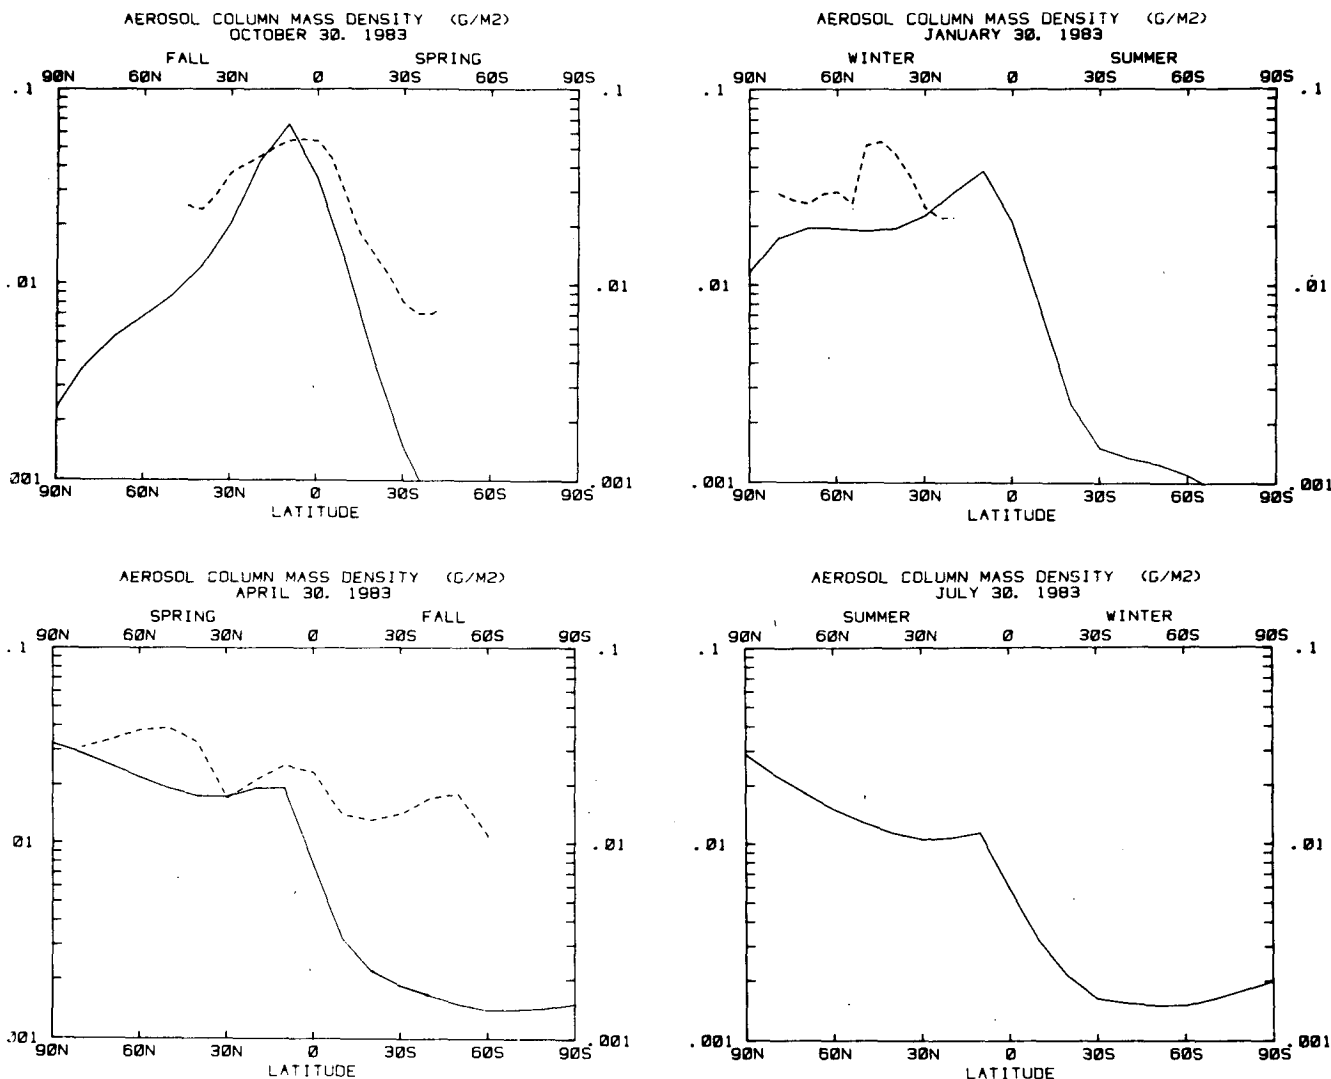 AEROSOL COLUMN MASS DENSITY (G/M2)
OCTOBER 30. 1983
FALL SPRING
90N 60N 30N 0 30S 60S 90S
.1 .1
.01 .01
001 .001
90N 60N 30N 0 30S 60S 90S
LATITUDE
AEROSOL COLUMN MASS DENSITY (G/M2)
JANUARY 30. 1983
WINTER SUMMER
90N 60N 30N 0 30S 60S 90S
.1 .1
.01 .01
.001 .001
90N 60N 30N 0 30S 60S 90S
LATITUDE
AEROSOL COLUMN MASS DENSITY (G/M2)
APRIL 30. 1983
SPRING FALL
90N 60N 30N 0 30S 60S 90S
.1 .1
01 .01
.001 .001
90N 60N 30N 0 30S 60S 90S
LATITUDE
AEROSOL COLUMN MASS DENSITY (G/M2)
JULY 30. 1983
SUMMER WINTER
90N 60N 30N 0 30S 60S 90S
.1 .1
.01 .01
.001 .001
90N 60N 30N 0 30S 60S 90S
LATITUDE